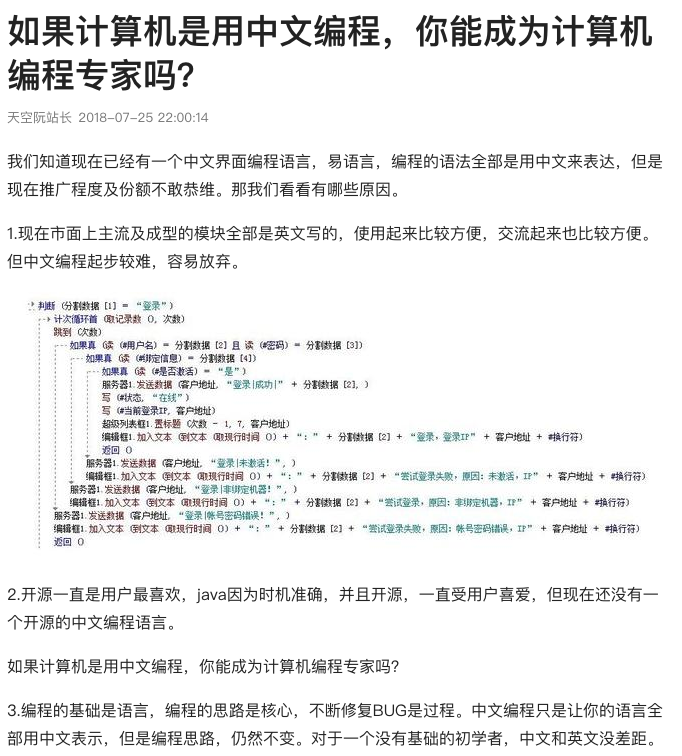 如果计算机是用中文编程，你能成为计算机
编程专家吗？
天空阮站长 2018-07-25 22:00:14
我们知道现在已经有一个中文界面编程语言，易语言，编程的语法全部是用中文来表达，但是
现在推广程度及份额不敢恭维。那我们看看有哪些原因。
1.现在市面上主流及成型的模块全部是英文写的，使用起来比较方便，交流起来也比较方便。
但中文编程起步较难，容易放弃。
判断 (分割数据 [1] = “登录”)
计次循环首 (取记录数 (), 次数)
跳到 (次数)
如果真 (读 (#用户名) = 分割数据 [2] 且 读 (#密码) = 分割数据 [3])
如果真 (读 (#绑定信息) = 分割数据 [4])
如果真 (读 (#是否激活) = “是”)
服务器1.发送数据 (客户地址, “登录|成功|” + 分割数据 [2], )
写 (#状态, “在线”)
写 (#当前登录IP, 客户地址)
超级列表框1.置标题 (次数 - 1, 7, 客户地址)
编辑框1.加入文本 (到文本 (取现行时间 ()) + “：” + 分割数据 [2] + “登录，登录IP” + 客户地址 + #换行符)
返回 ()
服务器1.发送数据 (客户地址, “登录|未激活！”, )
编辑框1.加入文本 (到文本 (取现行时间 ()) + “：” + 分割数据 [2] + “尝试登录失败，原因：未激活，IP” + 客户地址 + #换行符)
服务器1.发送数据 (客户地址, “登录|非绑定机器！”, )
编辑框1.加入文本 (到文本 (取现行时间 ()) + “：” + 分割数据 [2] + “尝试登录，原因：非绑定机器，IP” + 客户地址 + #换行符)
服务器1.发送数据 (客户地址, “登录|帐号密码错误！”, )
编辑框1.加入文本 (到文本 (取现行时间 ()) + “：” + 分割数据 [2] + “尝试登录失败，原因：帐号密码错误，IP” + 客户地址 + #换行符)
返回 ()
2.开源一直是用户最喜欢，java因为时机准确，并且开源，一直受用户喜爱，但现在还没有一
个开源的中文编程语言。
如果计算机是用中文编程，你能成为计算机编程专家吗？
3.编程的基础是语言，编程的思路是核心，不断修复BUG是过程。中文编程只是让你的语言全
部用中文表示，但是编程思路，仍然不变。对于一个没有基础的初学者，中文和英文没差距。